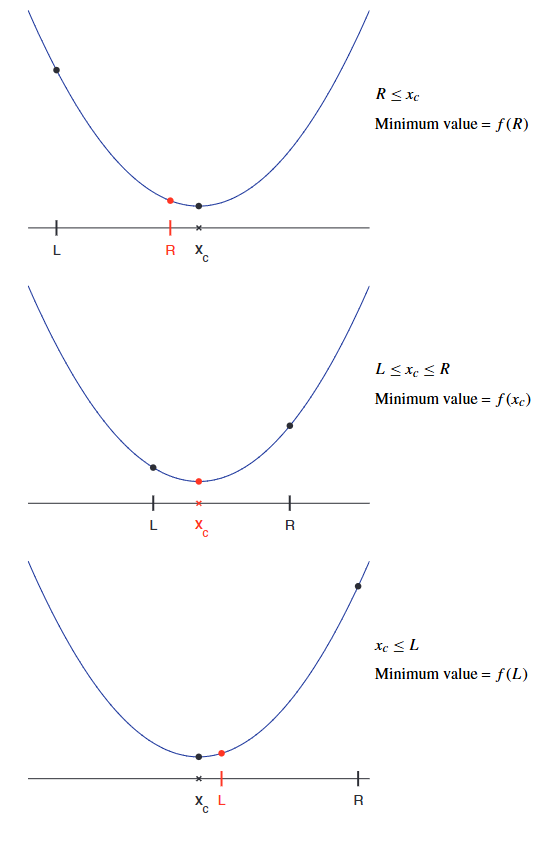 R ≤ x_c
Minimum value = f(R)
L R X_c
L ≤ x_c ≤ R
Minimum value = f(x_c)
L X_c R
x_c ≤ L
Minimum value = f(L)
X_c L R